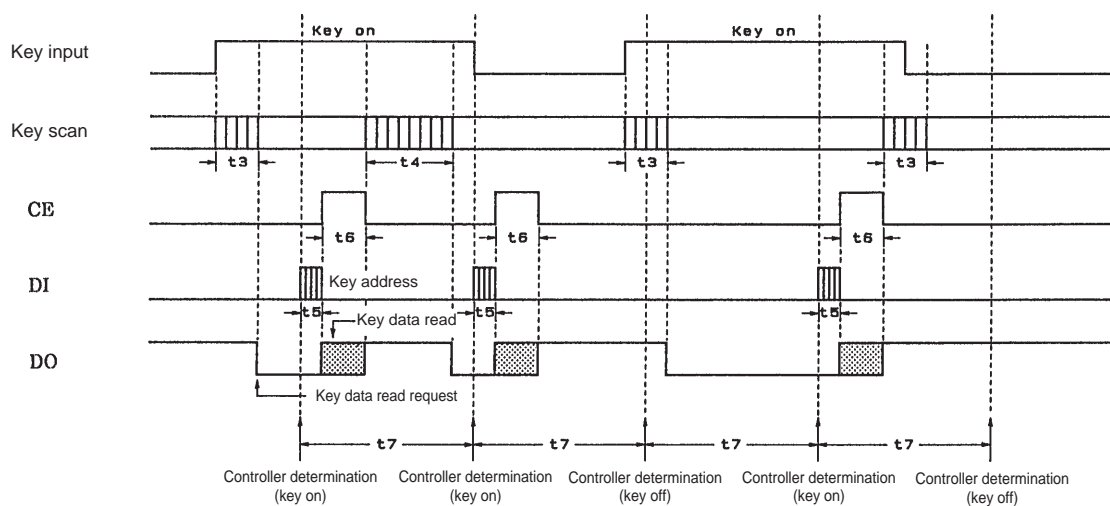 Key on
Key on
Key input
Key scan
t3
t4
t3
t3
CE
t6
t6
t6
DI
Key address
t5
t5
t5
Key data read
DO
Key data read request
t7
t7
t7
t7
Controller determination
(key on)
Controller determination
(key on)
Controller determination
(key off)
Controller determination
(key on)
Controller determination
(key off)